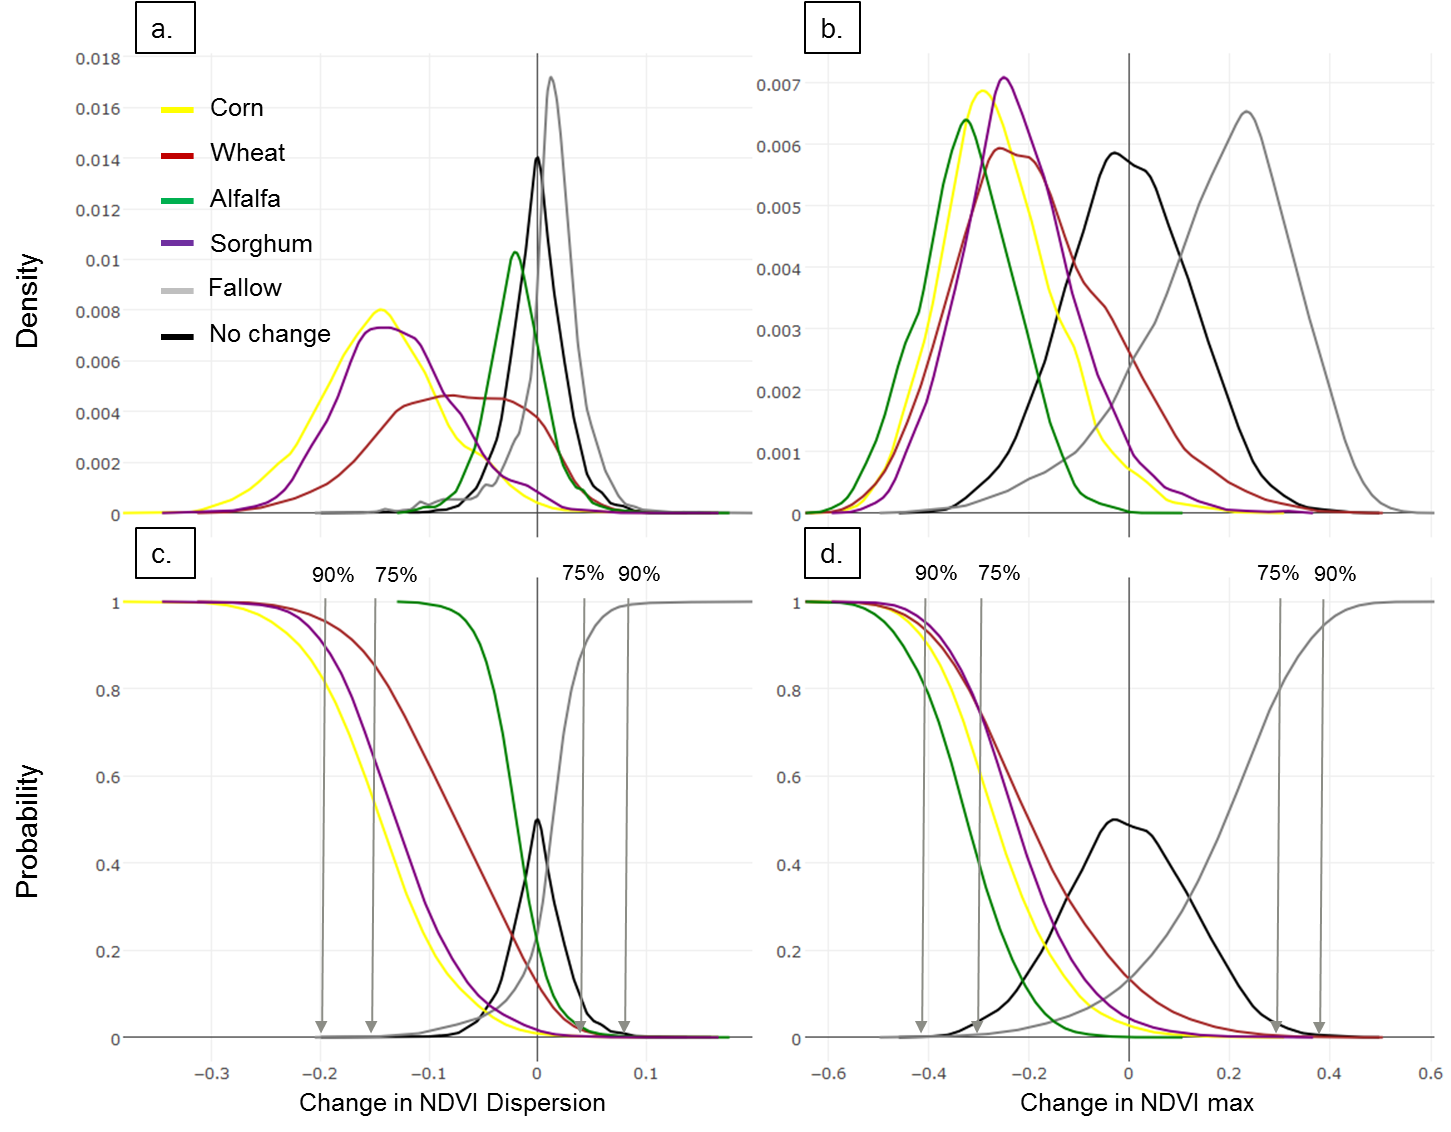 a.
b.
0.018
0.016
0.014
0.012
0.01
0.008
0.006
0.004
0.002
0
Density
Corn
Wheat
Alfalfa
Sorghum
Fallow
No change
0.007
0.006
0.005
0.004
0.003
0.002
0.001
0
c.
90% 75% 75% 90%
1
0.8
0.6
0.4
0.2
0
Probability
−0.3 −0.2 −0.1 0 0.1
Change in NDVI Dispersion
d.
90% 75% 75% 90%
1
0.8
0.6
0.4
0.2
0
−0.6 −0.4 −0.2 0 0.2 0.4 0.6
Change in NDVI max